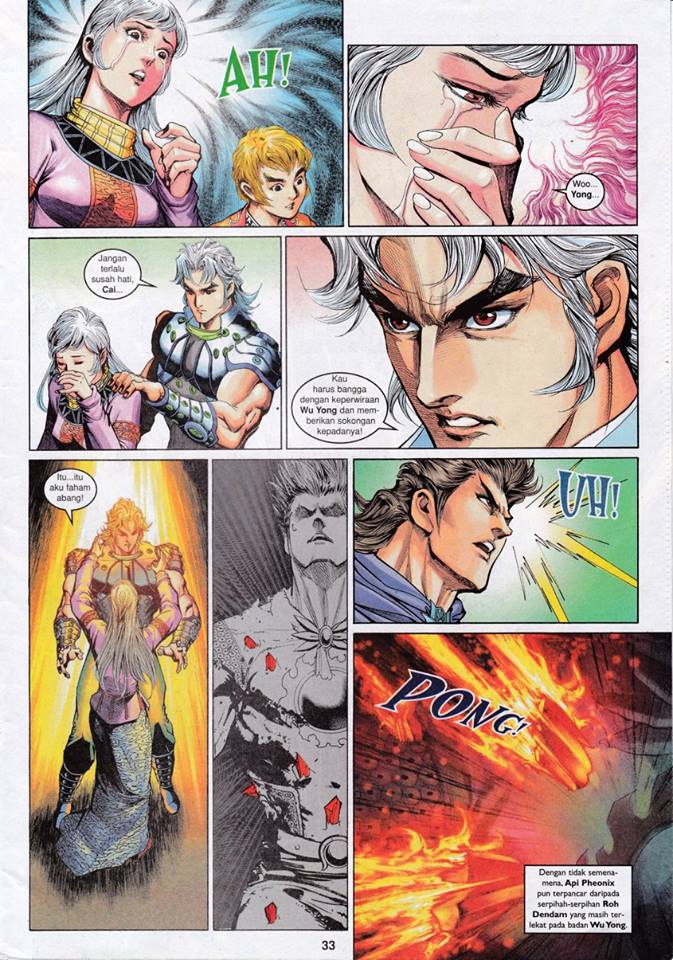 AH!
Woo...
Yong...
Jangan
terlalu
susah hati,
Cai...
Kau
harus bangga
dengan keperwiraan
Wu Yong dan mem-
berikan sokongan
kepadanya!
Itu...itu
aku faham
abang!
UH!
PONG!
Dengan tidak semena-
mena, Api Pheonix
pun terpancar daripada
serpihah-serpihan Roh
Dendam yang masih ter-
lekat pada badan Wu Yong.
33